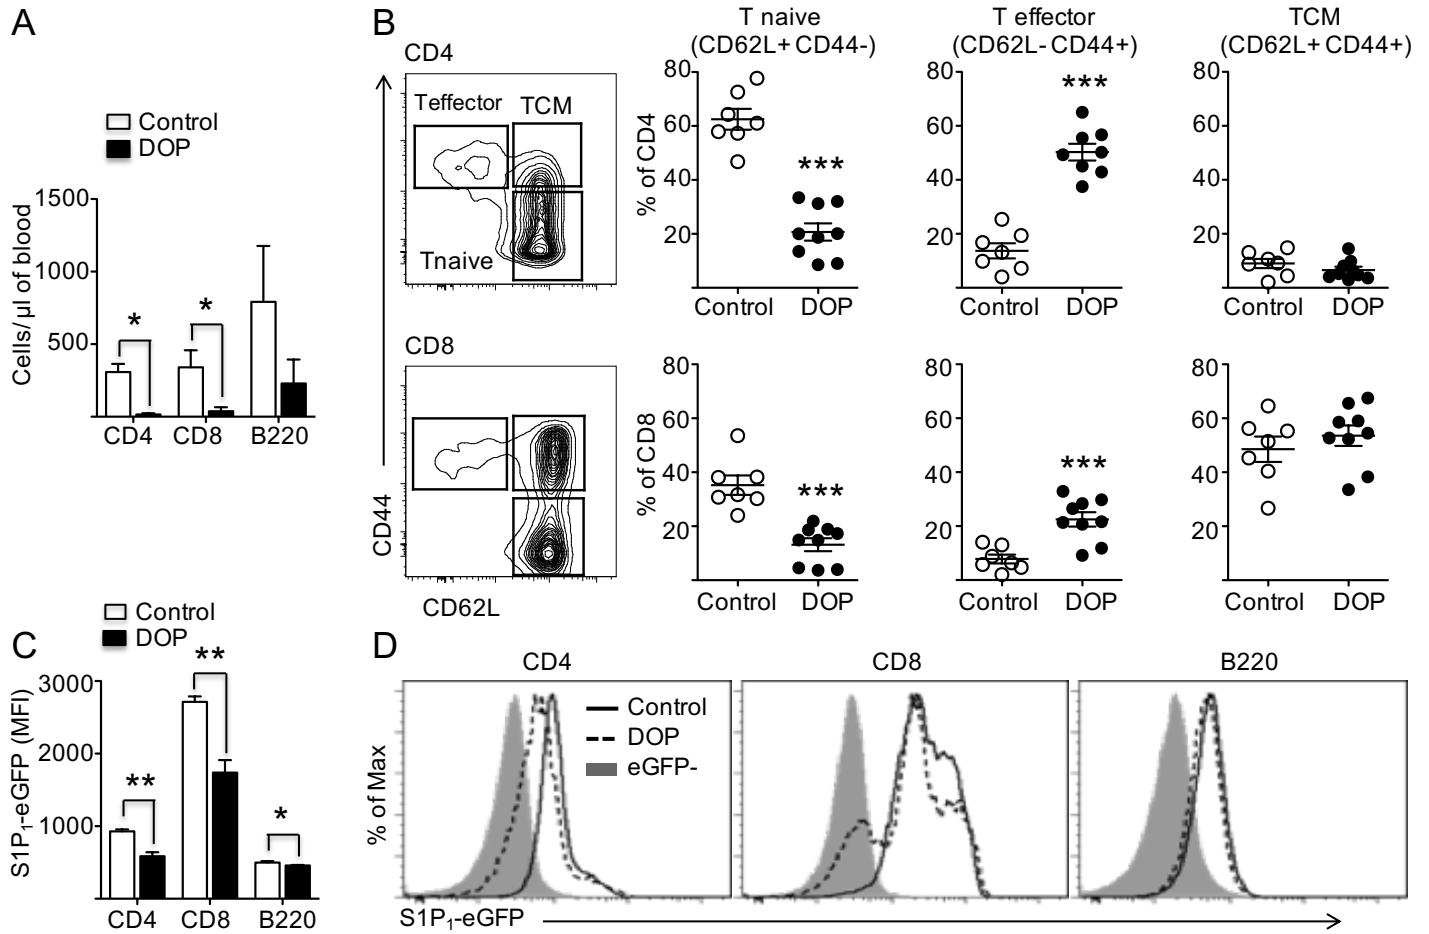 A
Control
DOP
Cells/ µl of blood
1500
1000
500
*
*
CD4
CD8
B220
B
CD4
Teffector
TCM
Tnaive
CD8
CD44
CD62L
T naive
(CD62L+ CD44-)
T effector
(CD62L- CD44+)
TCM
(CD62L+ CD44+)
% of CD4
80
60
40
20
***
Control
DOP
80
60
40
20
***
Control
DOP
80
60
40
20
Control
DOP
% of CD8
80
60
40
20
***
Control
DOP
80
60
40
20
***
Control
DOP
80
60
40
20
Control
DOP
C
Control
DOP
S1P₁-eGFP (MFI)
3000
2000
1000
**
**
*
CD4
CD8
B220
D
CD4
CD8
B220
% of Max
Control
DOP
eGFP-
S1P₁-eGFP